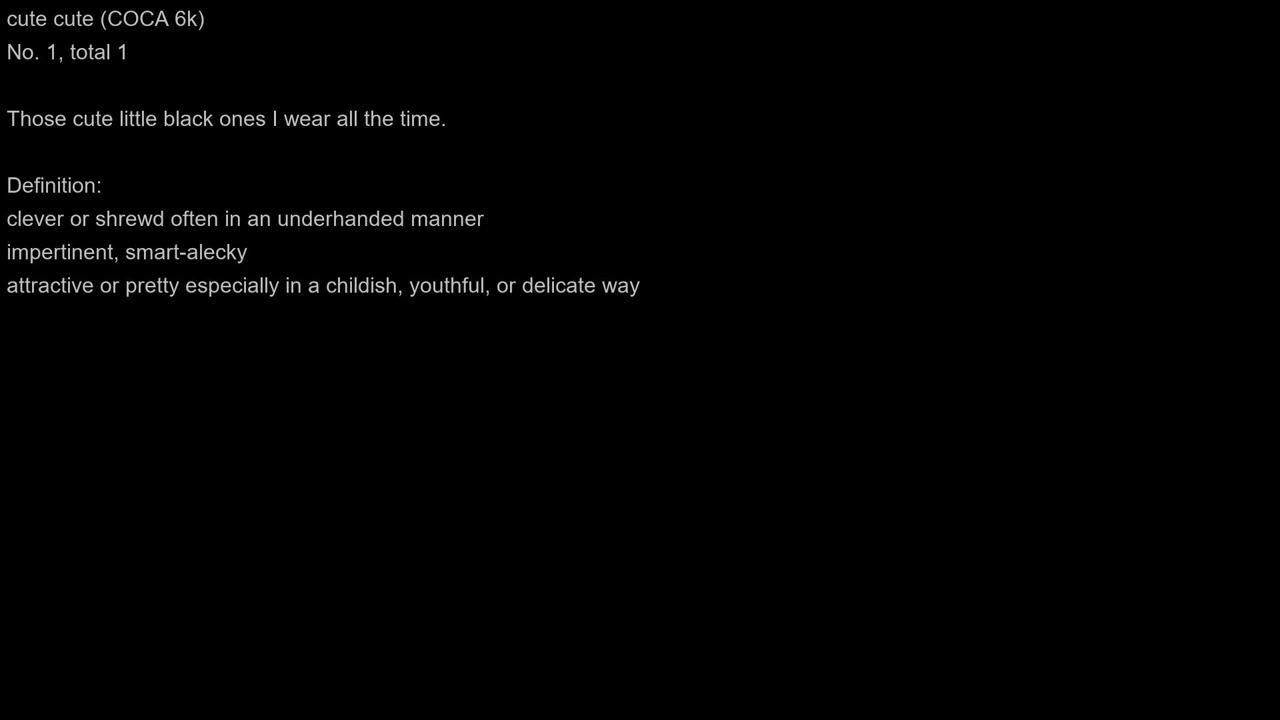 cute cute (COCA 6k)
No. 1, total 1
Those cute little black ones I wear all the time.
Definition:
clever or shrewd often in an underhanded manner
impertinent, smart-alecky
attractive or pretty especially in a childish, youthful, or delicate way